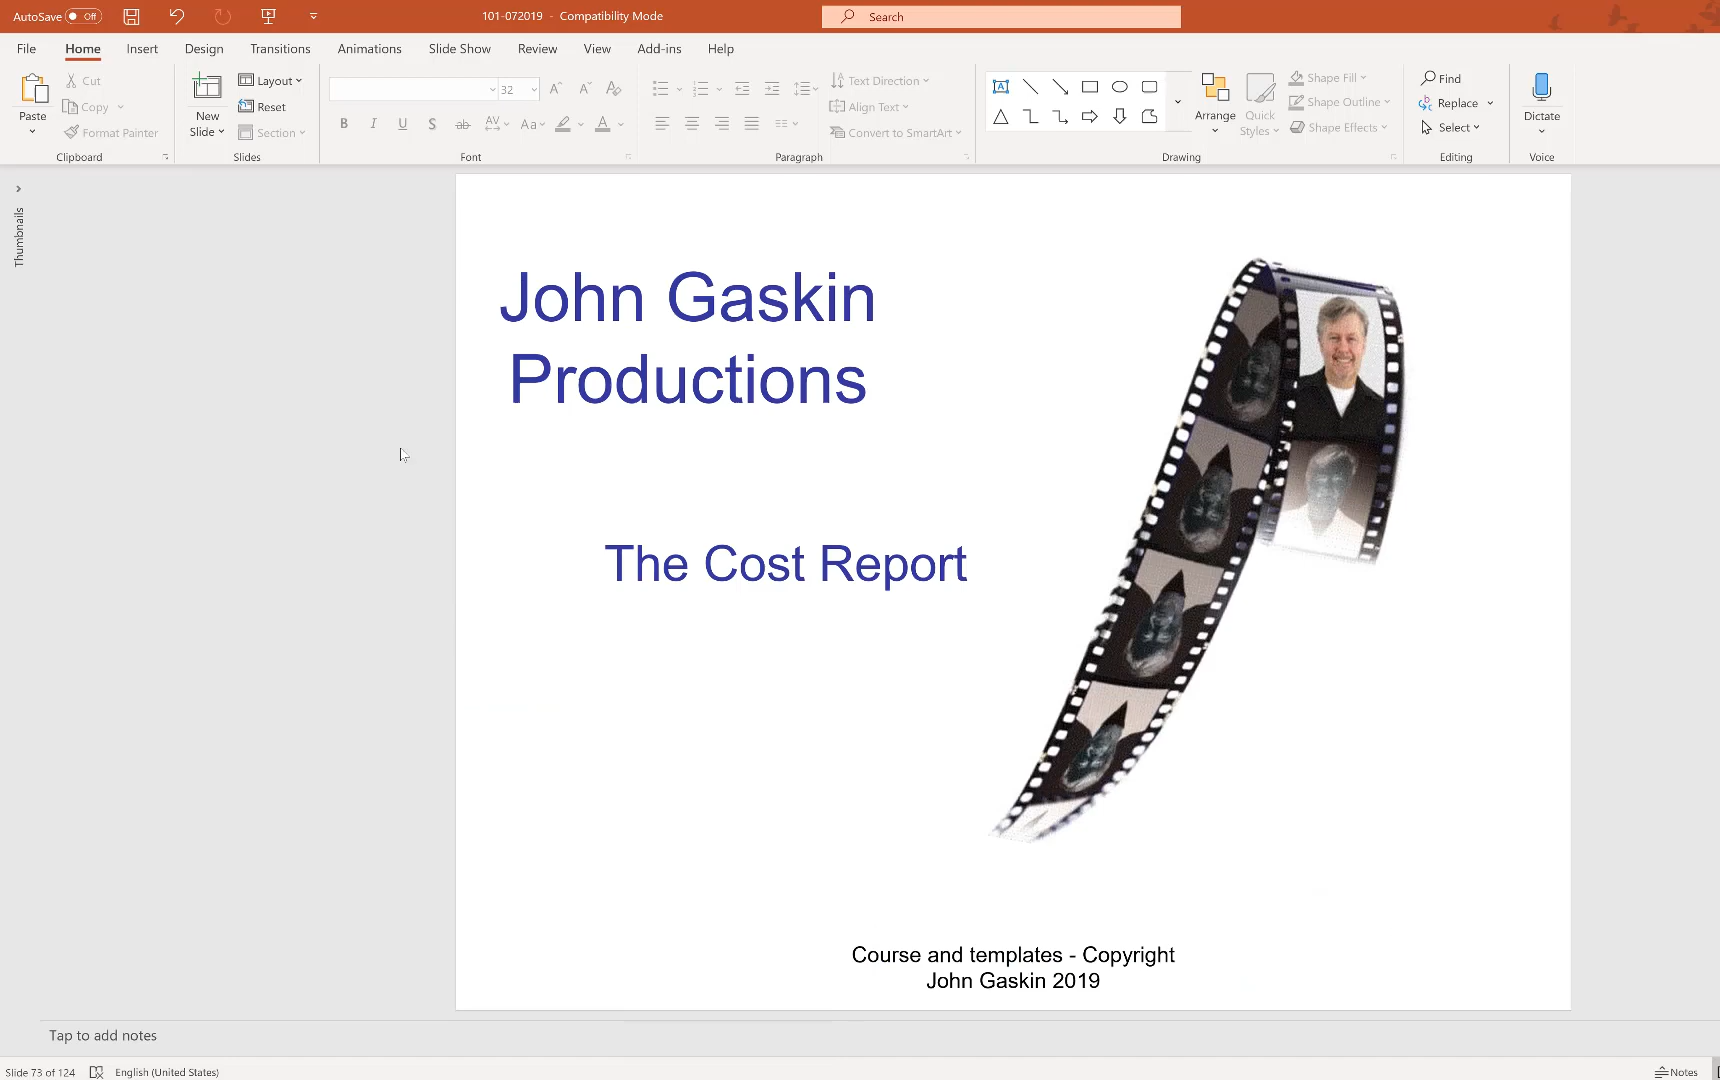 AutoSave Off
101-072019 - Compatibility Mode
Search
File Home Insert Design Transitions Animations Slide Show Review View Add-ins Help
Paste
Cut
Copy
Format Painter
Clipboard
New
Slide
Layout
Reset
Section
Slides
32
B I U S ab AV Aa A
Font
Text Direction
Align Text
Convert to SmartArt
Paragraph
Arrange
Quick
Styles
Shape Fill
Shape Outline
Shape Effects
Drawing
Find
Replace
Select
Editing
Dictate
Voice
Thumbnails
John Gaskin
Productions
The Cost Report
Course and templates - Copyright
John Gaskin 2019
Tap to add notes
Slide 73 of 124 English (United States) Notes